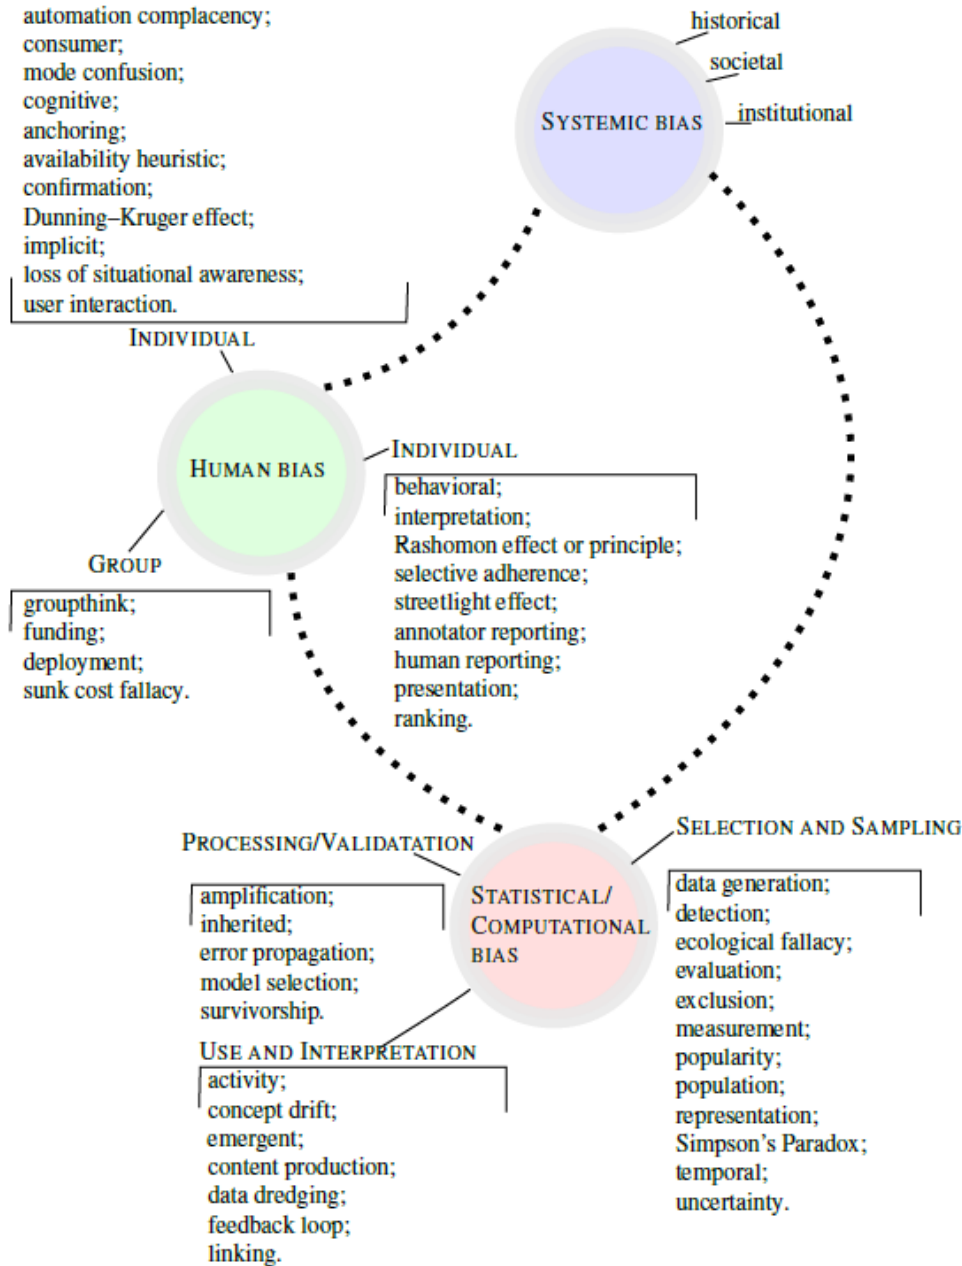 automation complacency;
consumer;
mode confusion;
cognitive;
anchoring;
availability heuristic;
confirmation;
Dunning–Kruger effect;
implicit;
loss of situational awareness;
user interaction.
INDIVIDUAL
historical
societal
institutional
SYSTEMIC BIAS
HUMAN BIAS
INDIVIDUAL
behavioral;
interpretation;
Rashomon effect or principle;
selective adherence;
streetlight effect;
annotator reporting;
human reporting;
presentation;
ranking.
GROUP
groupthink;
funding;
deployment;
sunk cost fallacy.
PROCESSING/VALIDATATION
amplification;
inherited;
error propagation;
model selection;
survivorship.
STATISTICAL/
COMPUTATIONAL
BIAS
SELECTION AND SAMPLING
data generation;
detection;
ecological fallacy;
evaluation;
exclusion;
measurement;
popularity;
population;
representation;
Simpson's Paradox;
temporal;
uncertainty.
USE AND INTERPRETATION
activity;
concept drift;
emergent;
content production;
data dredging;
feedback loop;
linking.